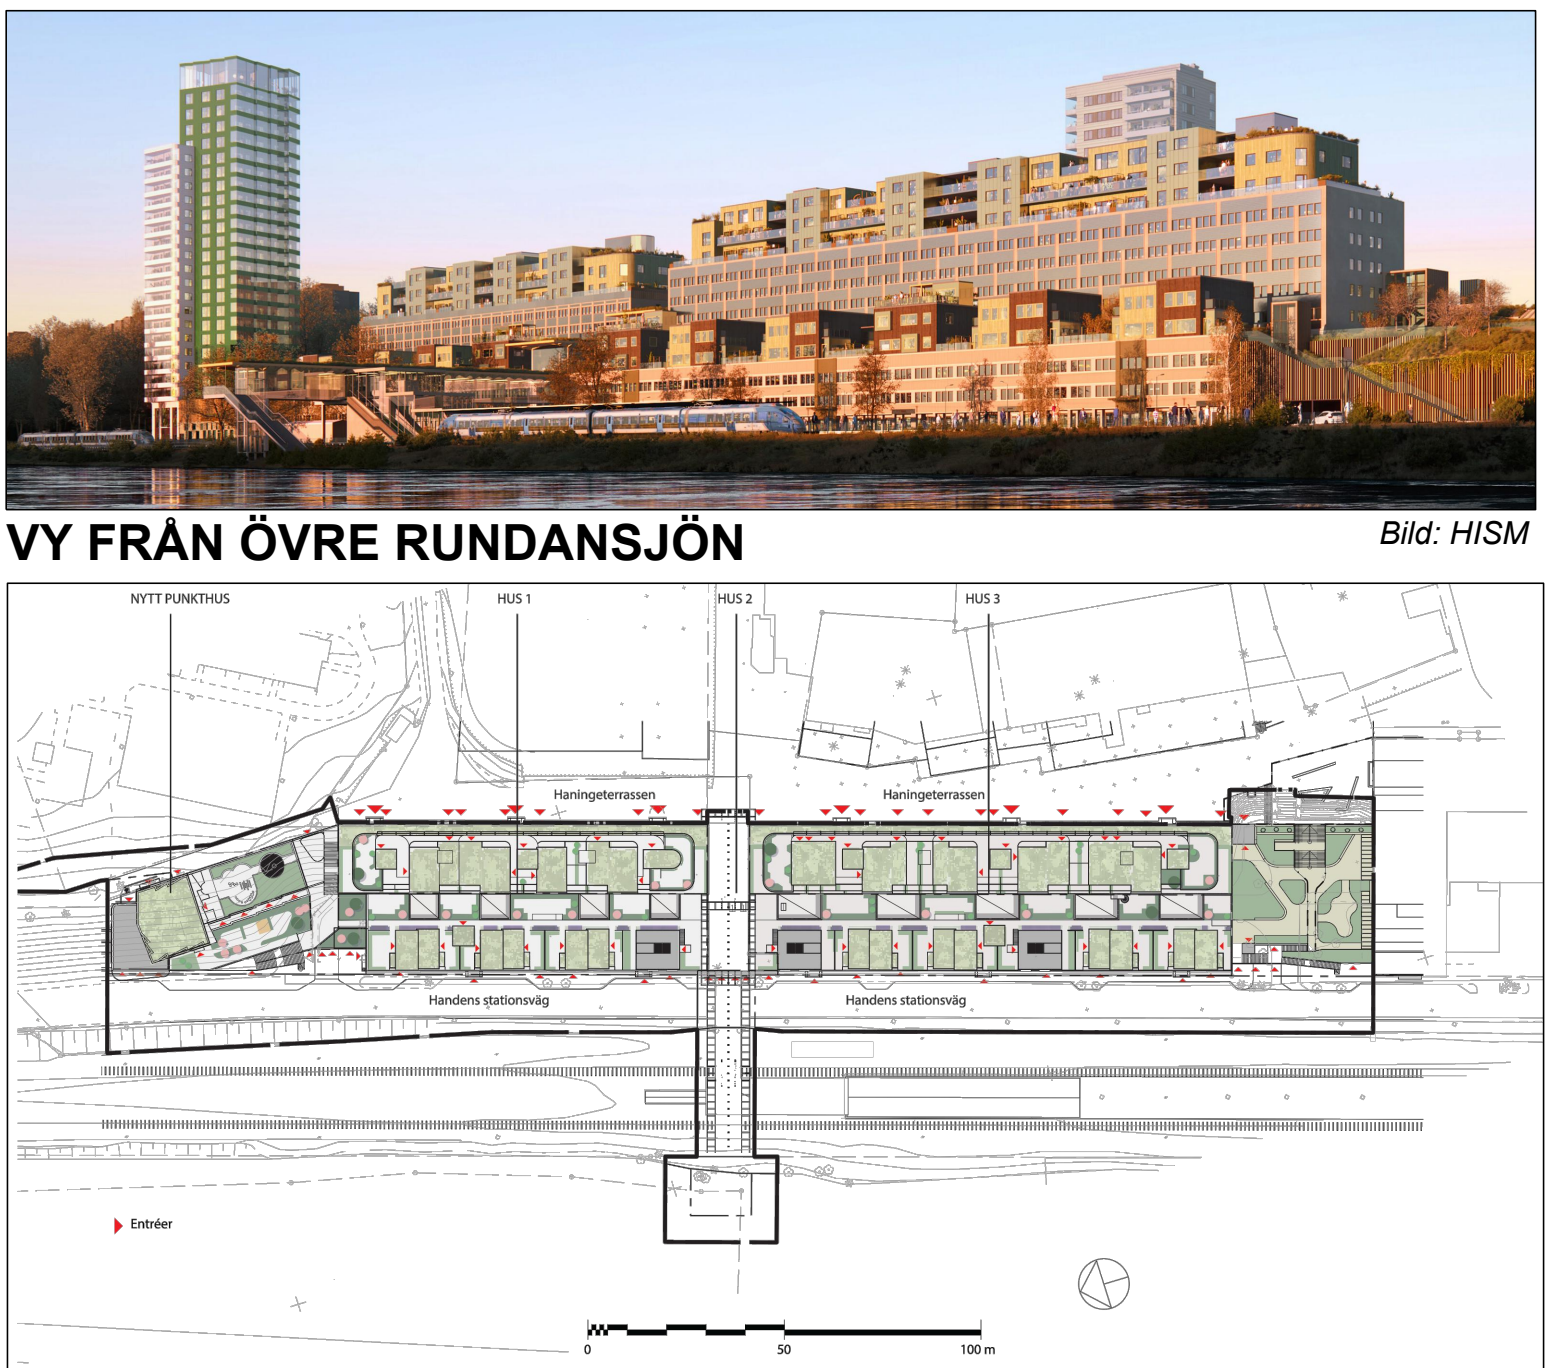 VY FRÅN ÖVRE RUNDANSJÖN
Bild: HISM
NYTT PUNKTHUS
HUS 1
HUS 2
HUS 3
Haningeterrassen
Haningeterrassen
Handens stationsväg
Handens stationsväg
Entréer
0 50 100 m